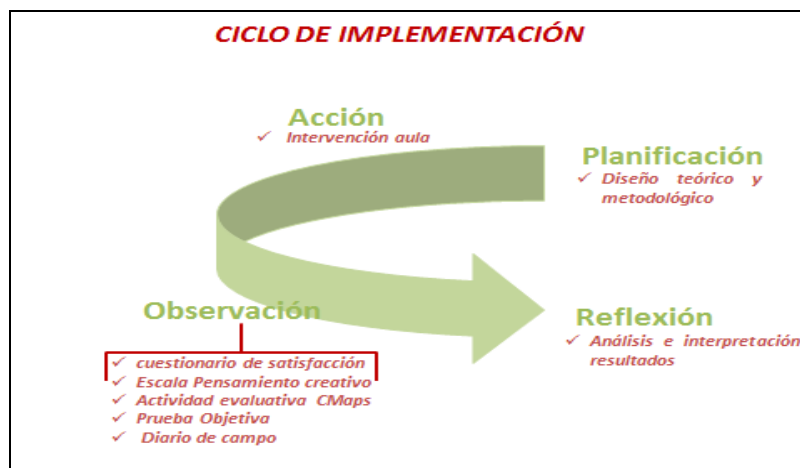 CICLO DE IMPLEMENTACIÓN
Acción
✓ Intervención aula
Planificación
✓ Diseño teórico y
metodológico
Observación
✓ cuestionario de satisfacción
✓ Escala Pensamiento creativo
✓ Actividad evaluativa CMaps
✓ Prueba Objetiva
✓ Diario de campo
Reflexión
✓ Análisis e interpretación
resultados